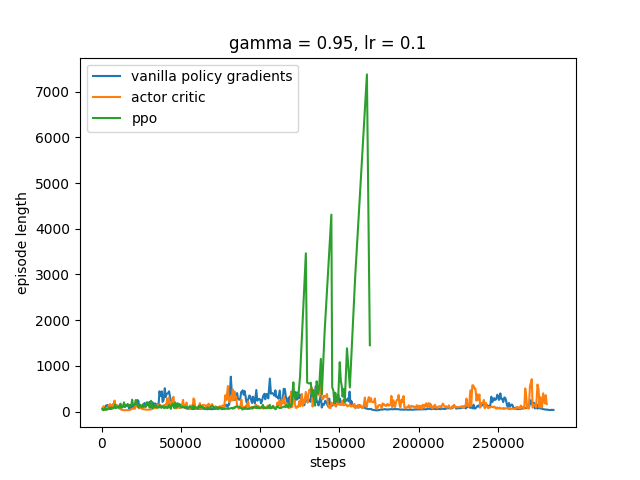 gamma = 0.95, lr = 0.1
vanilla policy gradients
actor critic
ppo
7000
6000
5000
4000
3000
2000
1000
0
episode length
0 50000 100000 150000 200000 250000
steps